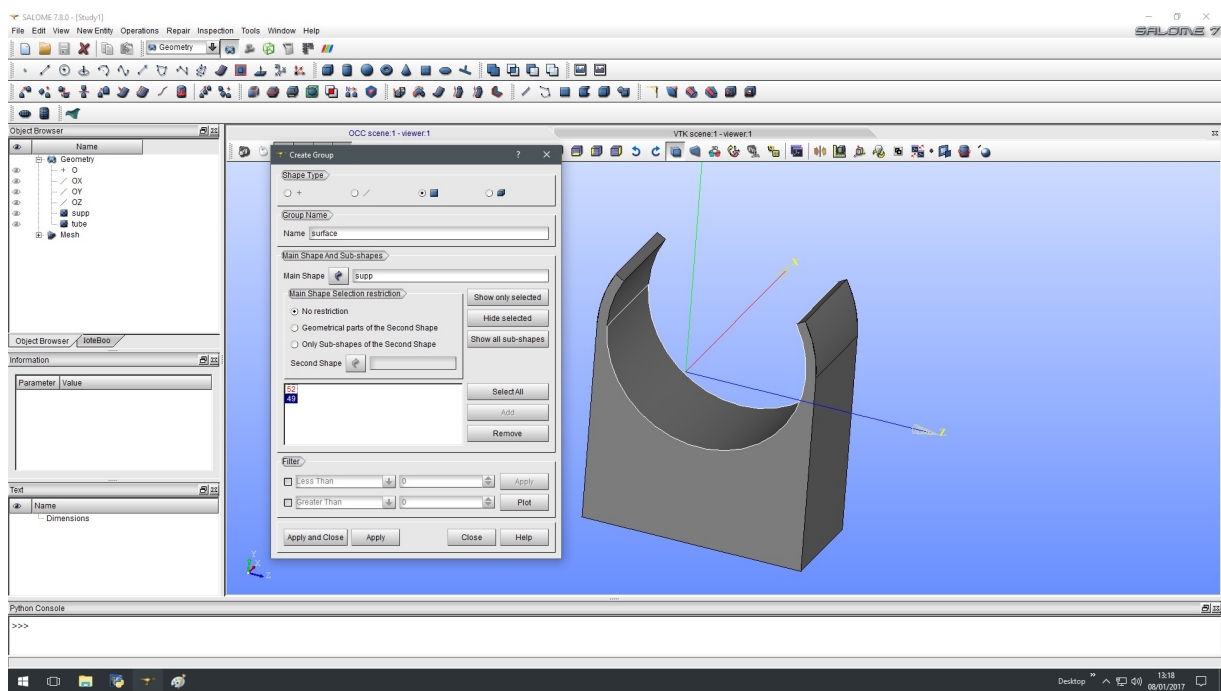 SALOME 7.8.0 - [Study1]
File Edit View New Entity Operations Repair Inspection Tools Window Help
SALOME 7
Geometry
Object Browser
OCC scene:1 - viewer:1
VTK scene:1 - viewer:1
Name
Geometry
O
OX
OY
OZ
supp
tube
Mesh
Object Browser
Information
Parameter Value
Text
Name
Dimensions
Create Group
? ×
Shape Type
Group Name
Name surface
Main Shape And Sub-shapes
Main Shape supp
Main Shape Selection restriction
No restriction
Geometrical parts of the Second Shape
Only Sub-shapes of the Second Shape
Second Shape
Show only selected
Hide selected
Show all sub-shapes
52
49
Select All
Add
Remove
Filter
Less Than 0 Apply
Greater Than 0 Plot
Apply and Close Apply Close Help
X
Z
Y
X
Z
Python Console
>>>
Desktop
13:18
08/01/2017